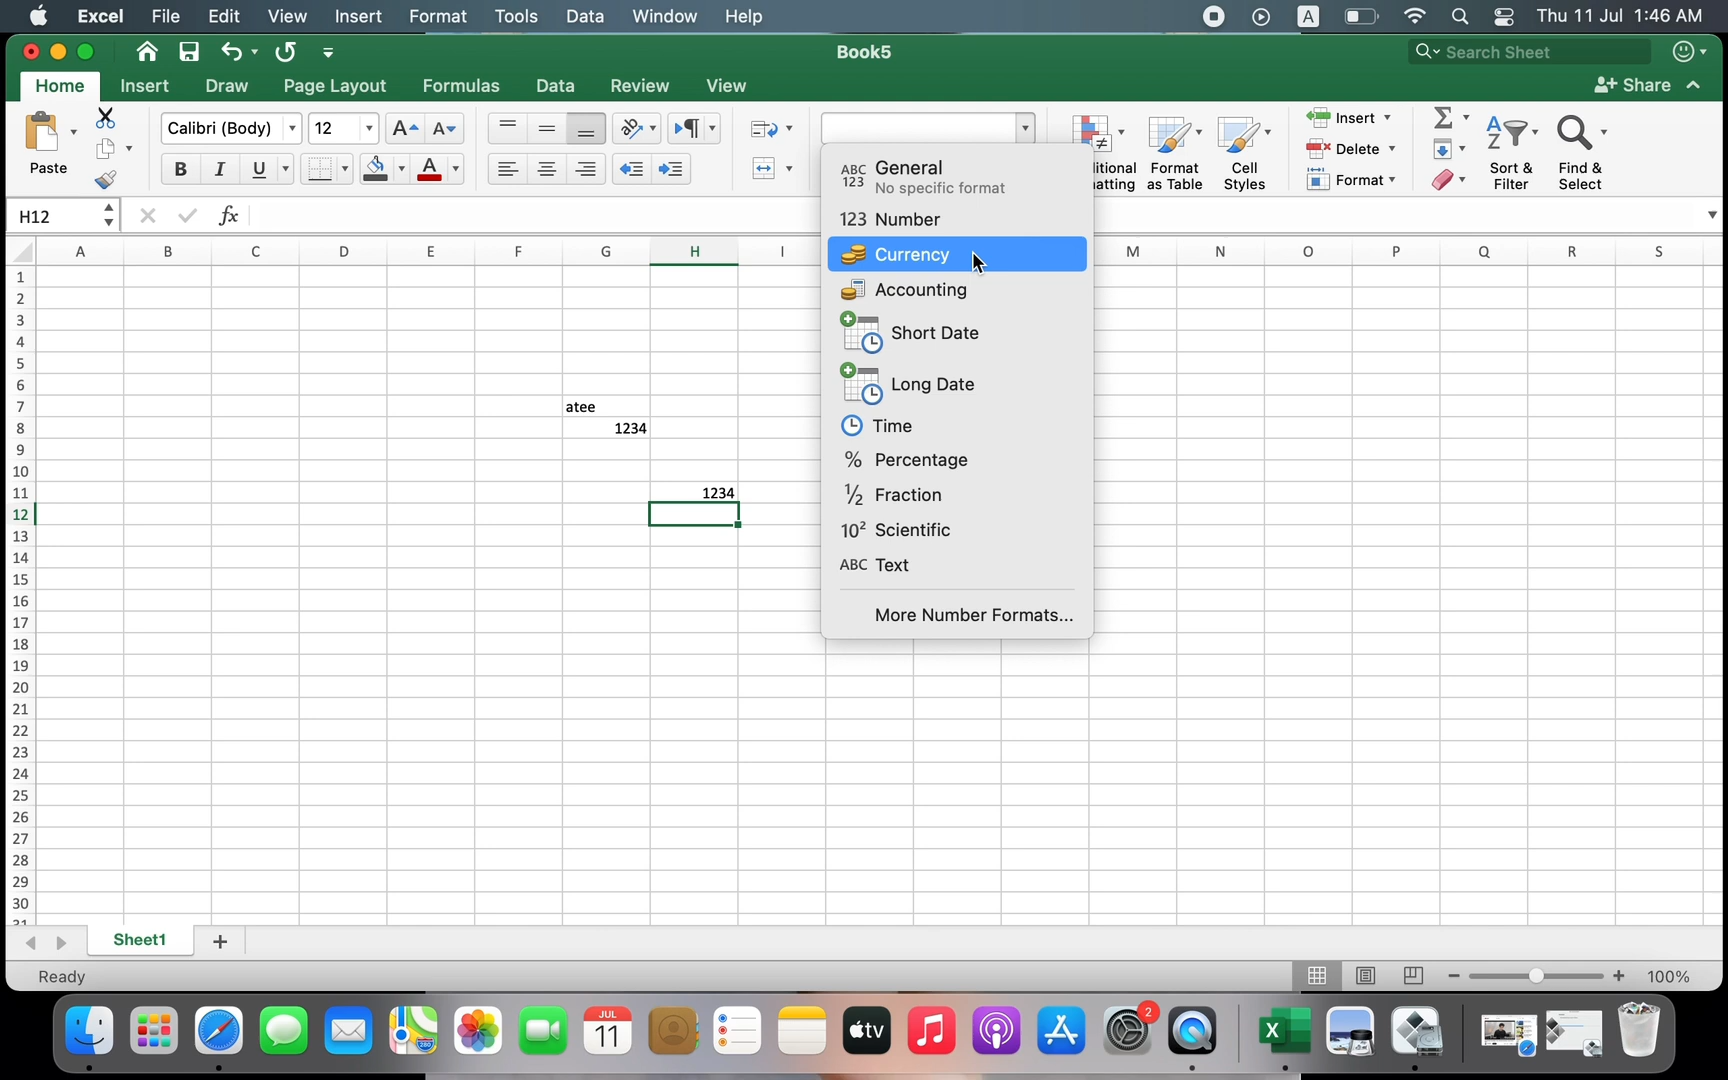 Excel File Edit View Insert Format Tools Data Window Help A Thu 11 Jul 1:46 AM
Book5 Search Sheet
Home Insert Draw Page Layout Formulas Data Review View Share
Paste
Calibri (Body) 12
B I U A
General
No specific format
123 Number
Currency
Accounting
Short Date
Long Date
Time
% Percentage
½ Fraction
10² Scientific
ABC Text
More Number Formats...
ABC
123
itional
atting
Format
as Table
Cell
Styles
Insert
Delete
Format
Sort &
Filter
Find &
Select
H12 fx
A B C D E F G H I M N O P Q R S
1
2
3
4
5
6
7 atee
8 1234
9
10
11 1234
12
13
14
15
16
17
18
19
20
21
22
23
24
25
26
27
28
29
30
31
Sheet1 +
Ready 100%
JUL
11
280
tv
2
X